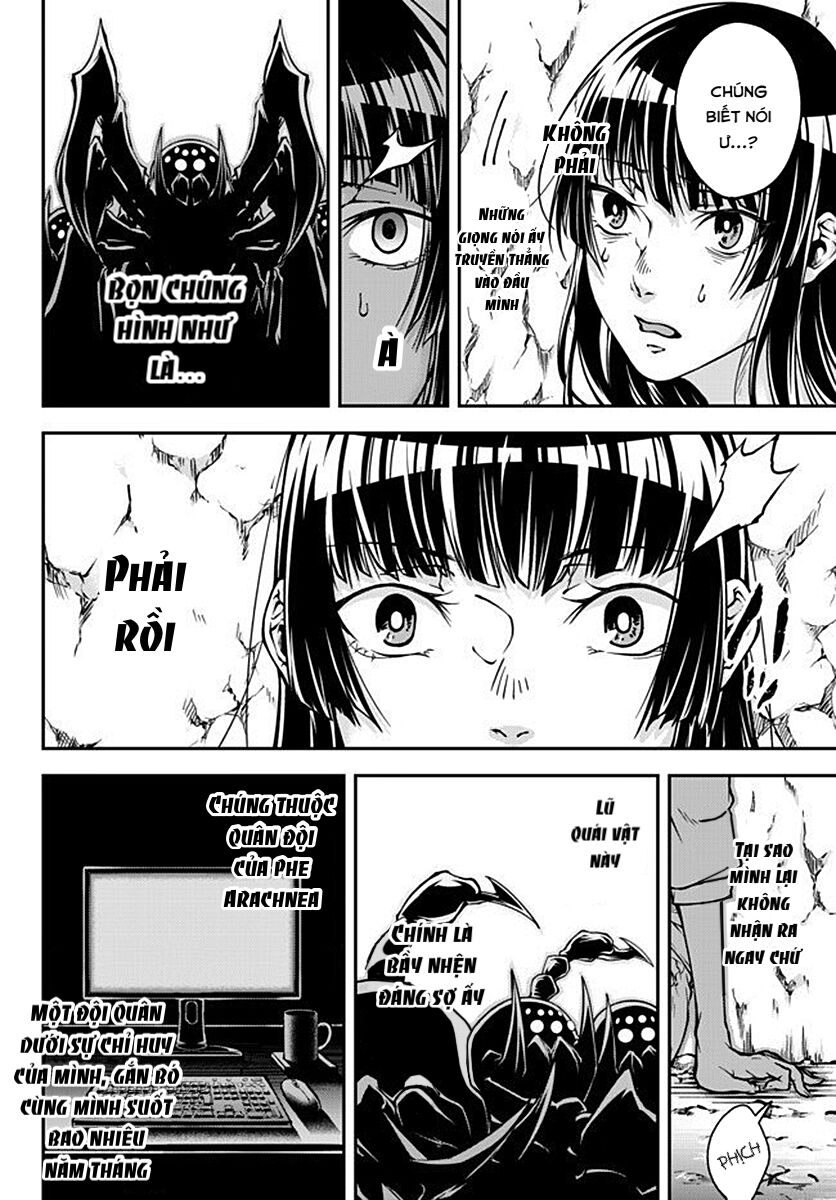 CHÚNG
BIẾT NÓI
Ư...?
KHÔNG
PHẢI
NHỮNG
GIỌNG NÓI ẤY
TRUYỀN THẲNG
VÀO ĐẦU
MÌNH
À
BỌN CHÚNG
HÌNH NHƯ
LÀ...
PHẢI
RỒI
TẠI SAO
MÌNH LẠI
KHÔNG
NHẬN RA
NGAY CHỨ
PHỊCH
LŨ
QUÁI VẬT
NÀY
CHÍNH LÀ
BẦY NHỆN
ĐÁNG SỢ ẤY
CHÚNG THUỘC
QUÂN ĐỘI
CỦA PHE
ARACHNEA
MỘT ĐỘI QUÂN
DƯỚI SỰ CHỈ HUY
CỦA MÌNH, GẮN BÓ
CÙNG MÌNH SUỐT
BAO NHIÊU
NĂM THÁNG